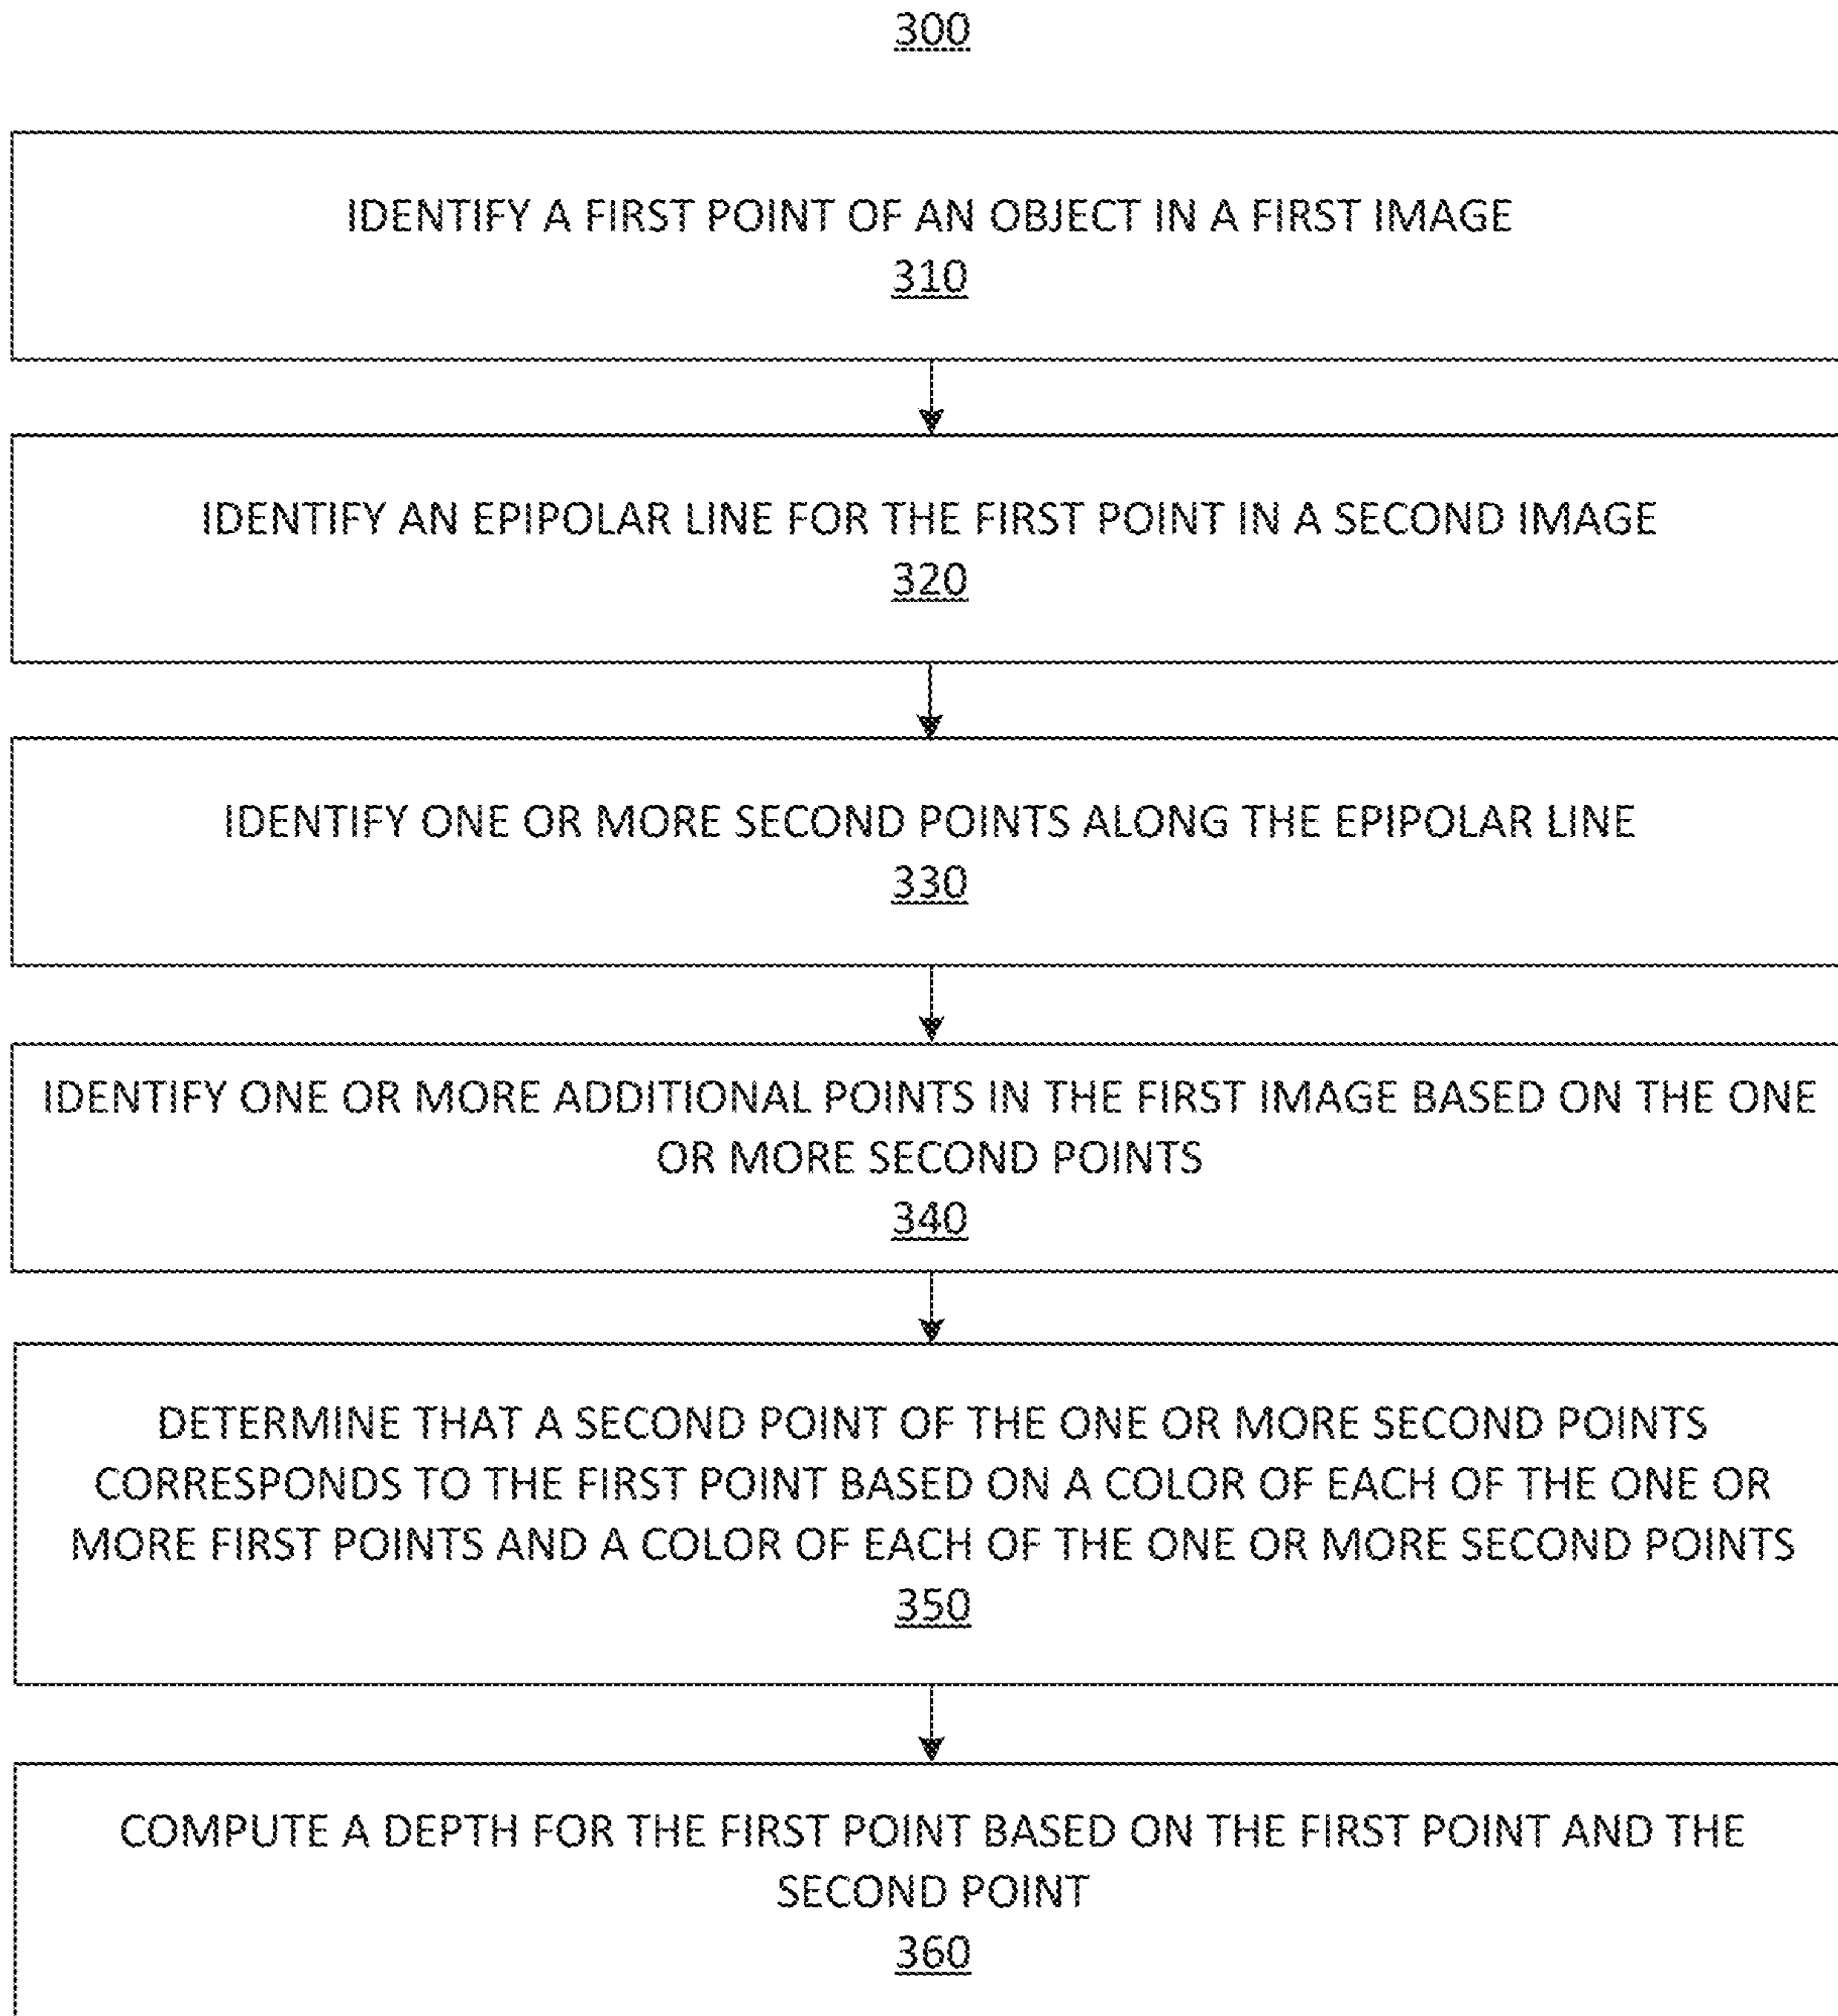 300
IDENTIFY A FIRST POINT OF AN OBJECT IN A FIRST IMAGE
310
IDENTIFY AN EPIPOLAR LINE FOR THE FIRST POINT IN A SECOND IMAGE
320
IDENTIFY ONE OR MORE SECOND POINTS ALONG THE EPIPOLAR LINE
330
IDENTIFY ONE OR MORE ADDITIONAL POINTS IN THE FIRST IMAGE BASED ON THE ONE
OR MORE SECOND POINTS
340
DETERMINE THAT A SECOND POINT OF THE ONE OR MORE SECOND POINTS
CORRESPONDS TO THE FIRST POINT BASED ON A COLOR OF EACH OF THE ONE OR
MORE FIRST POINTS AND A COLOR OF EACH OF THE ONE OR MORE SECOND POINTS
350
COMPUTE A DEPTH FOR THE FIRST POINT BASED ON THE FIRST POINT AND THE
SECOND POINT
360